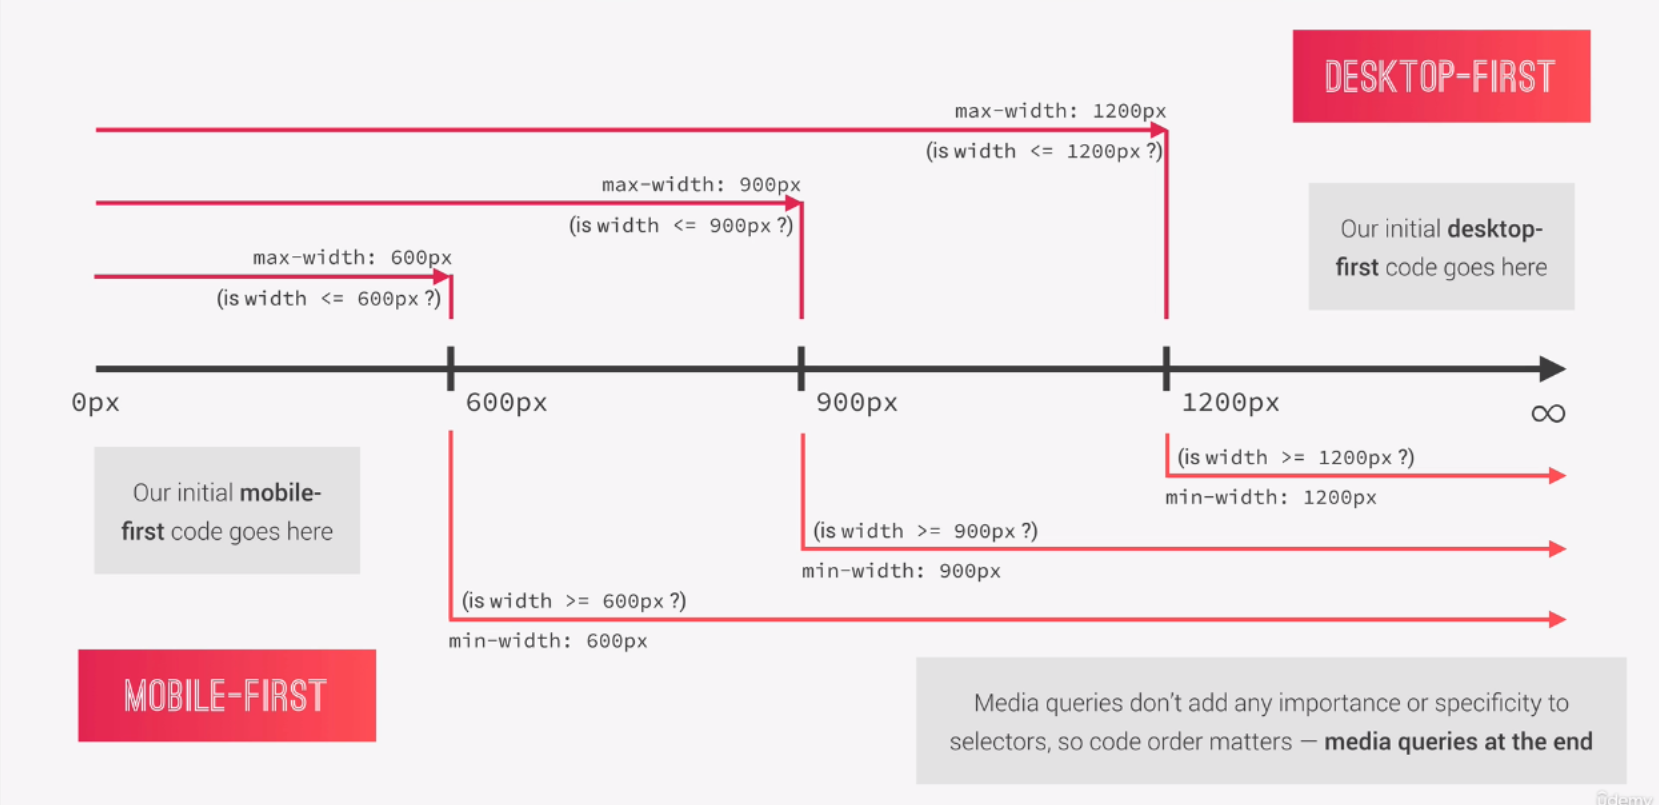 DESKTOP-FIRST
max-width: 1200px
(is width <= 1200px ?)
max-width: 900px
(is width <= 900px ?)
Our initial desktop-
first code goes here
max-width: 600px
(is width <= 600px ?)
0px
600px
900px
1200px
∞
(is width >= 1200px ?)
min-width: 1200px
Our initial mobile-
first code goes here
(is width >= 900px ?)
min-width: 900px
(is width >= 600px ?)
min-width: 600px
MOBILE-FIRST
Media queries don't add any importance or specificity to
selectors, so code order matters — media queries at the end
ûdemy